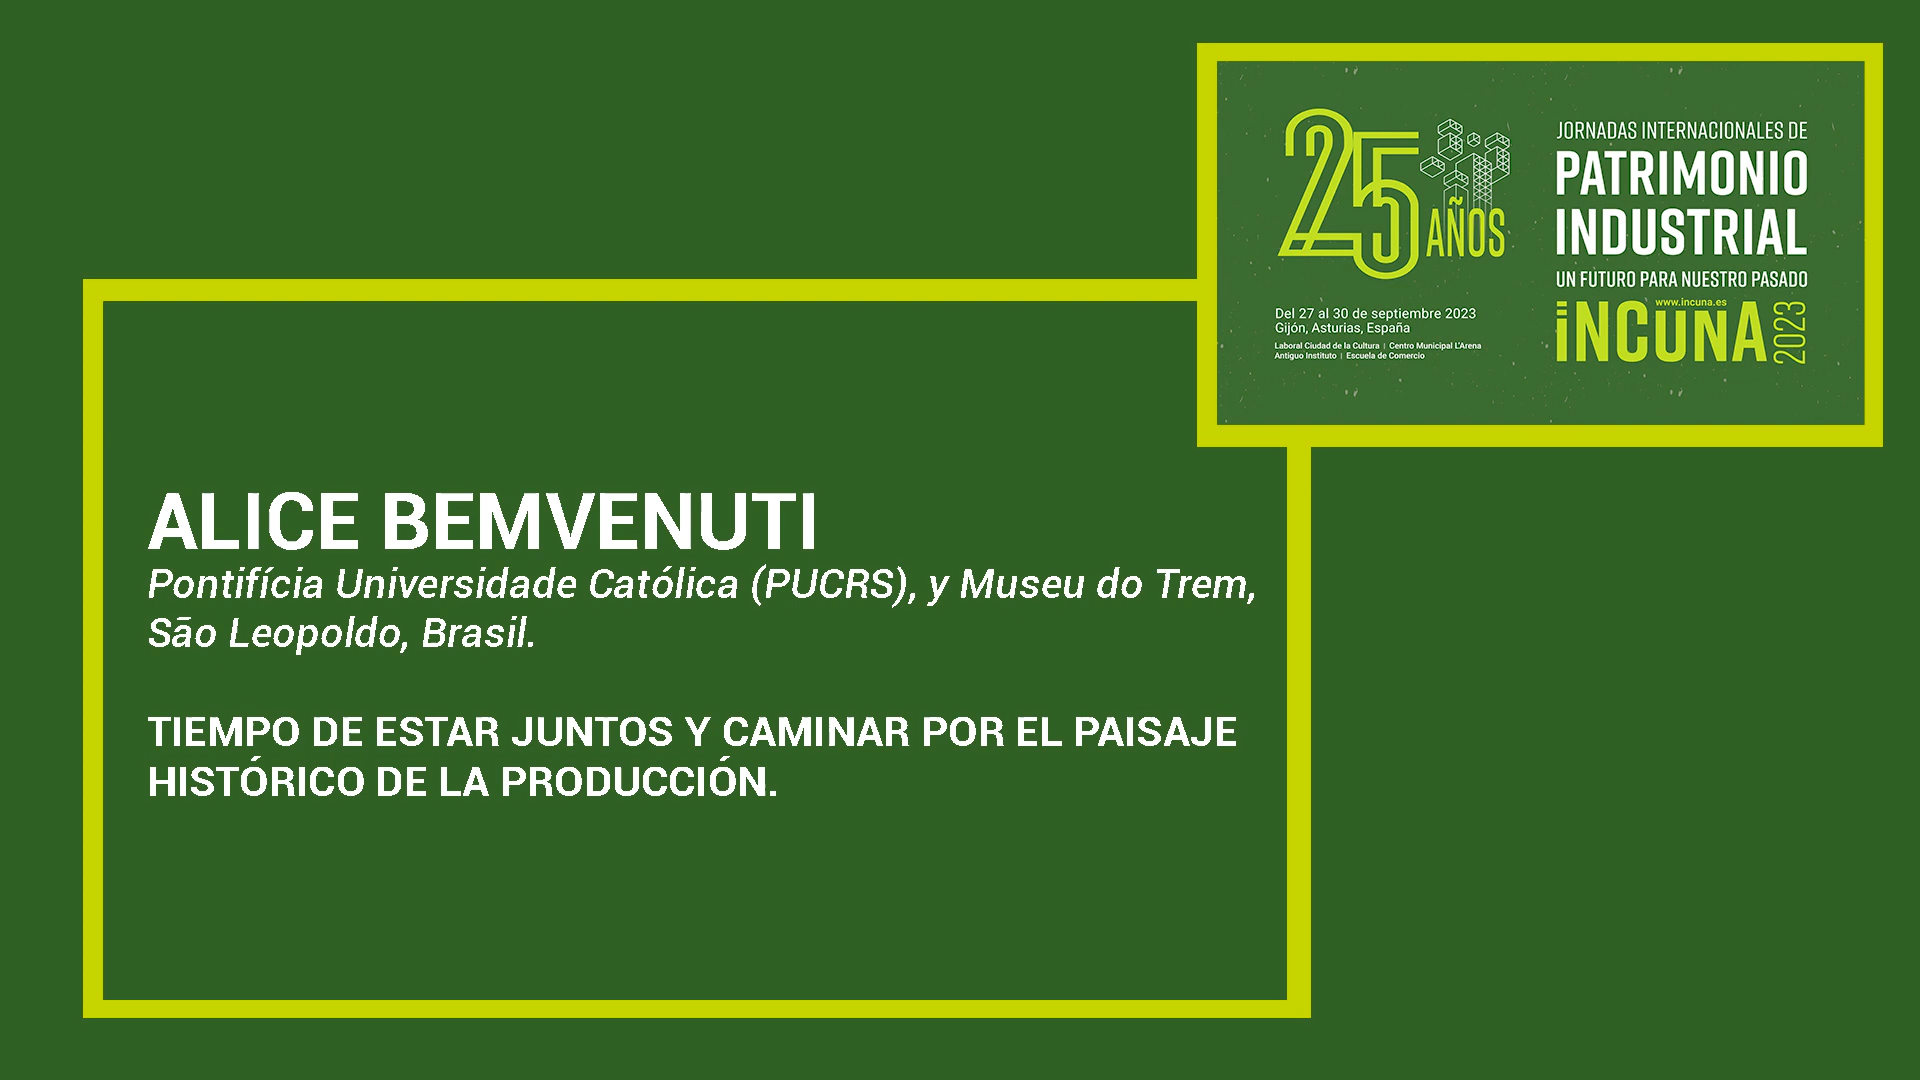 25 AÑOS
Del 27 al 30 de septiembre 2023
Gijón, Asturias, España
Laboral Ciudad de la Cultura | Centro Municipal L'Arena
Antiguo Instituto | Escuela de Comercio
JORNADAS INTERNACIONALES DE
PATRIMONIO
INDUSTRIAL
UN FUTURO PARA NUESTRO PASADO
www.incuna.es
iNCUNA 2023
ALICE BEMVENUTI
Pontifícia Universidade Católica (PUCRS), y Museu do Trem,
São Leopoldo, Brasil.
TIEMPO DE ESTAR JUNTOS Y CAMINAR POR EL PAISAJE
HISTÓRICO DE LA PRODUCCIÓN.